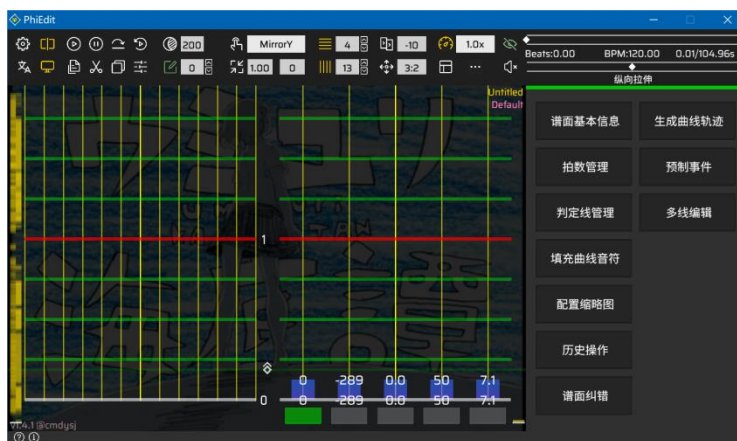 PhiEdit
200 MirrorY 4 -10 1.0x
Beats:0.00 BPM:120.00 0.01/104.96s
0 1.00 0 13 3:2 ...
纵向拉伸
Untitled
Default
谱面基本信息 生成曲线轨迹
拍数管理 预制事件
判定线管理 多线编辑
1
填充曲线音符
配置缩略图
历史操作
0 -289 0.0 50 7.1
谱面纠错
0 0 -289 0.0 50 7.1
v1.4.1 @cmdysj